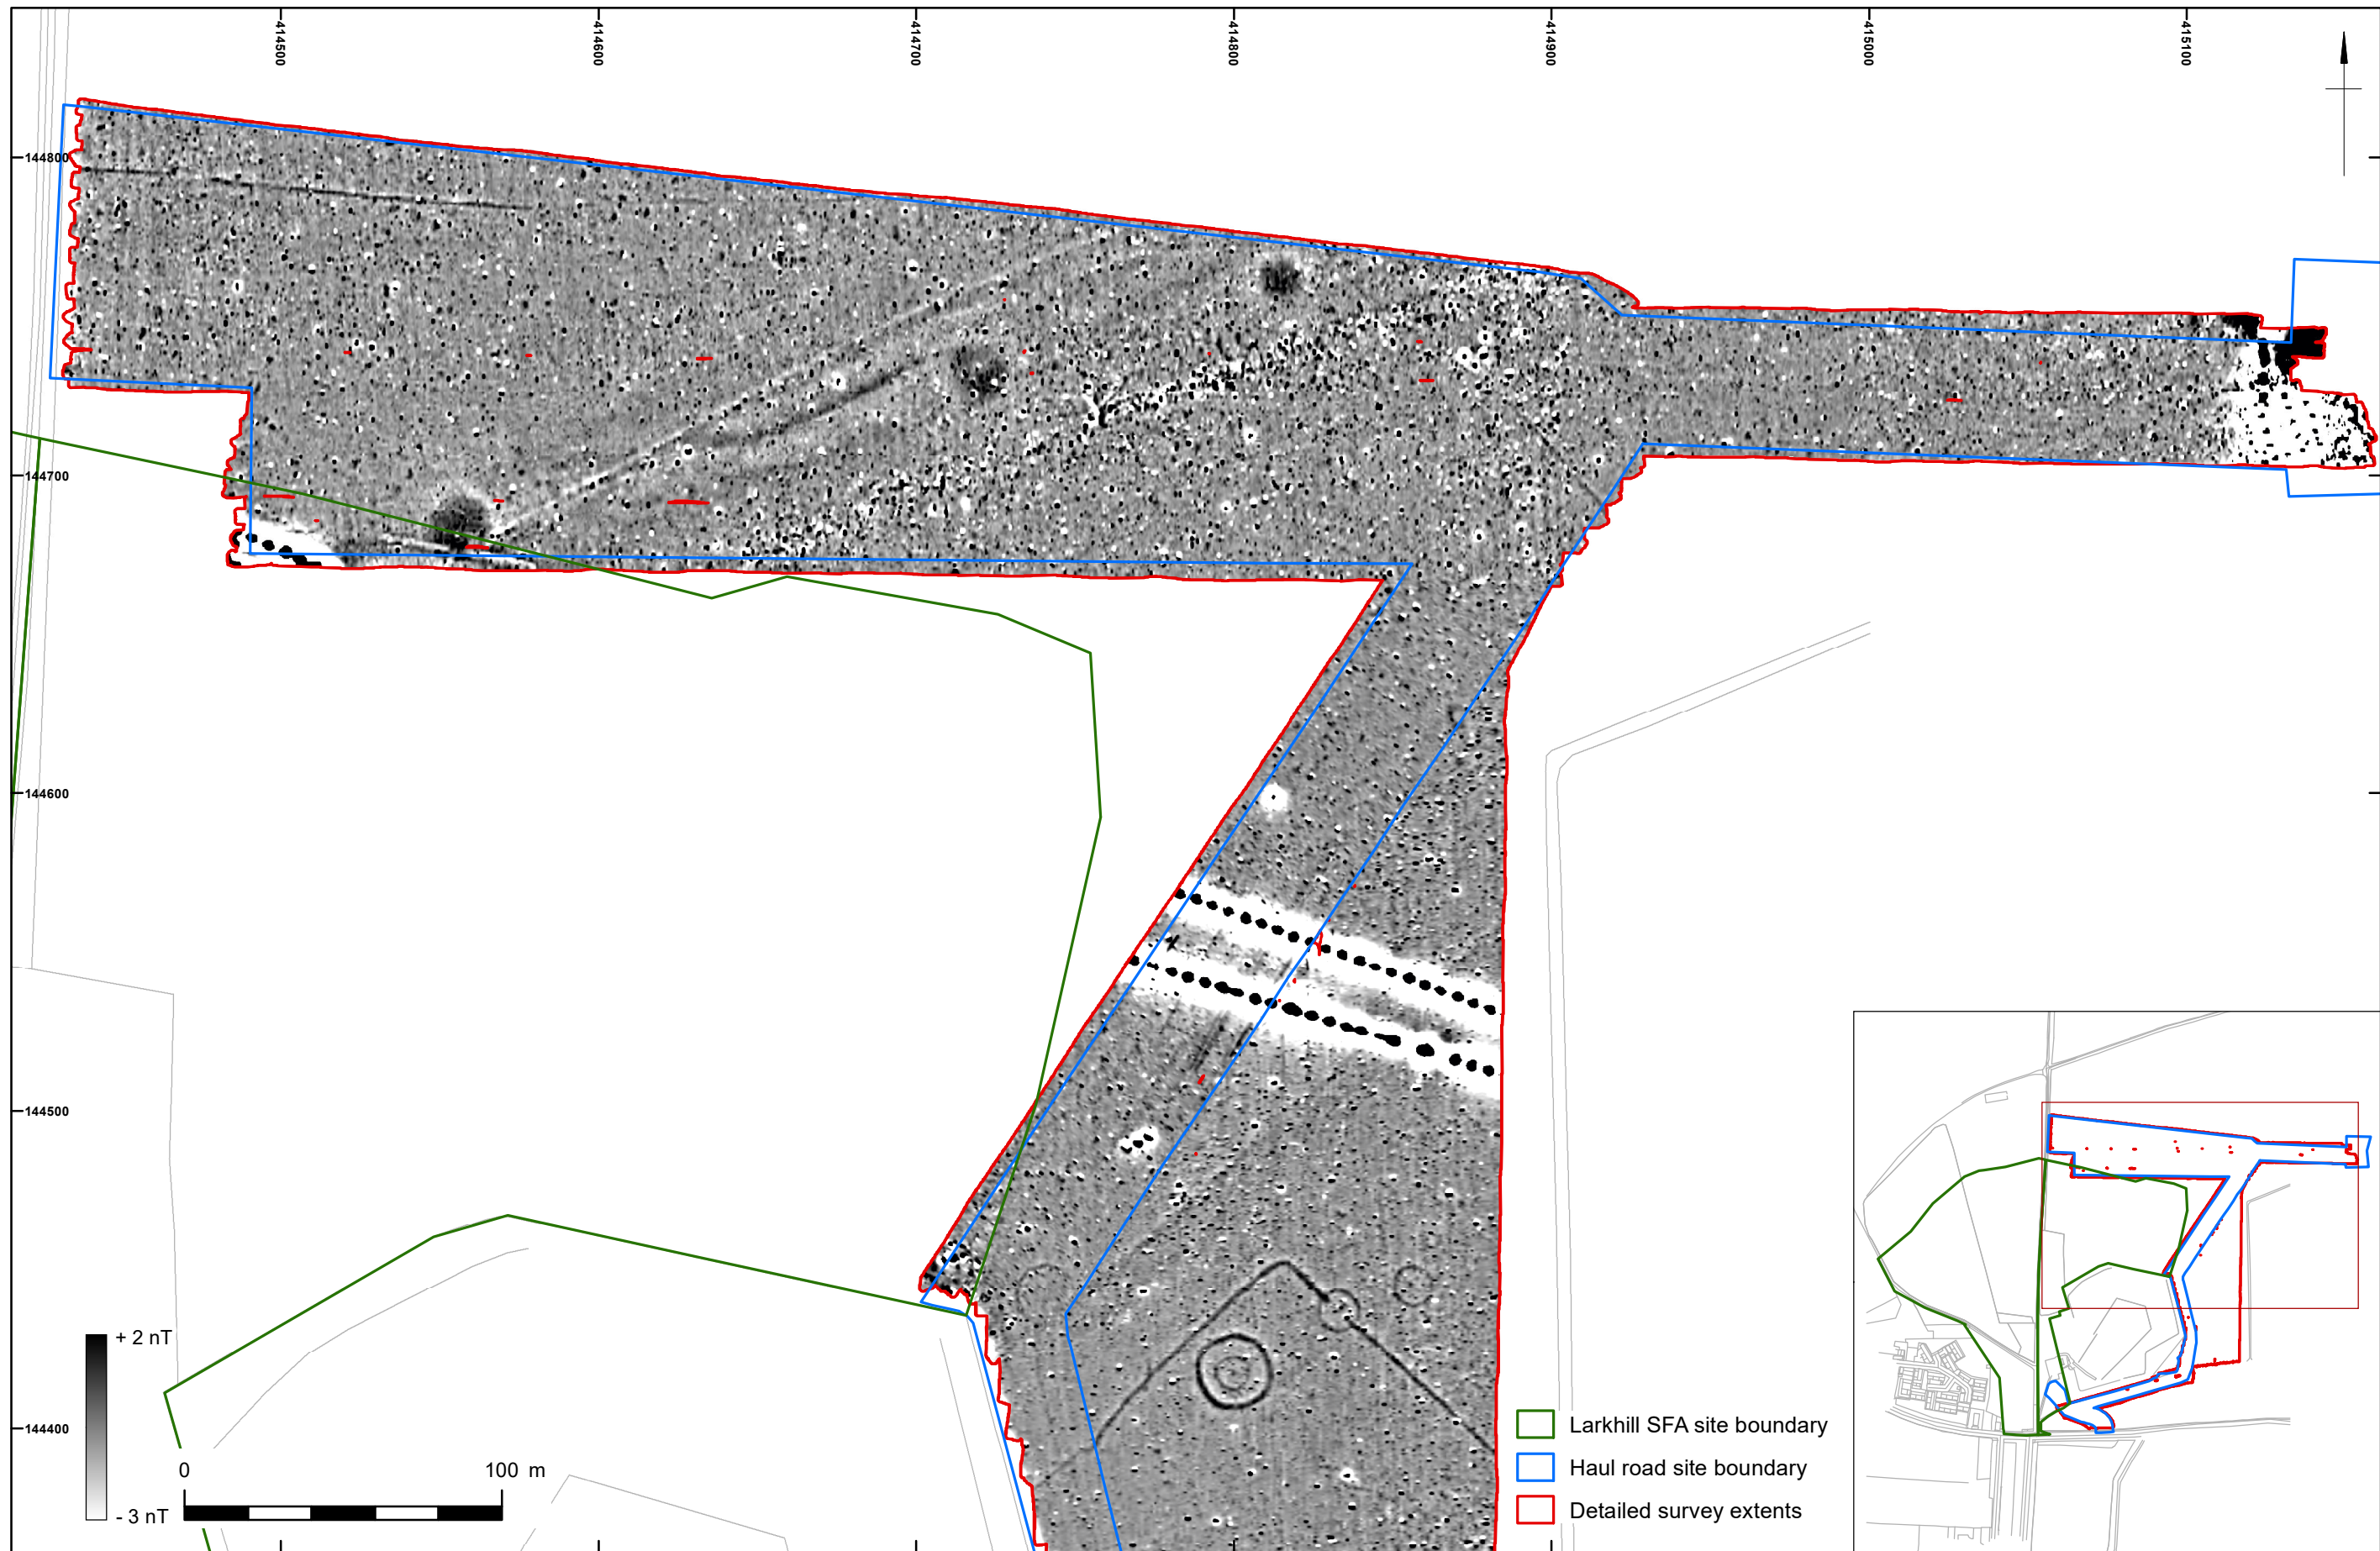 414500
414600
414700
414800
414900
415000
415100
144800
144700
144600
144500
144400
+ 2 nT
- 3 nT
0 100 m
Larkhill SFA site boundary
Haul road site boundary
Detailed survey extents